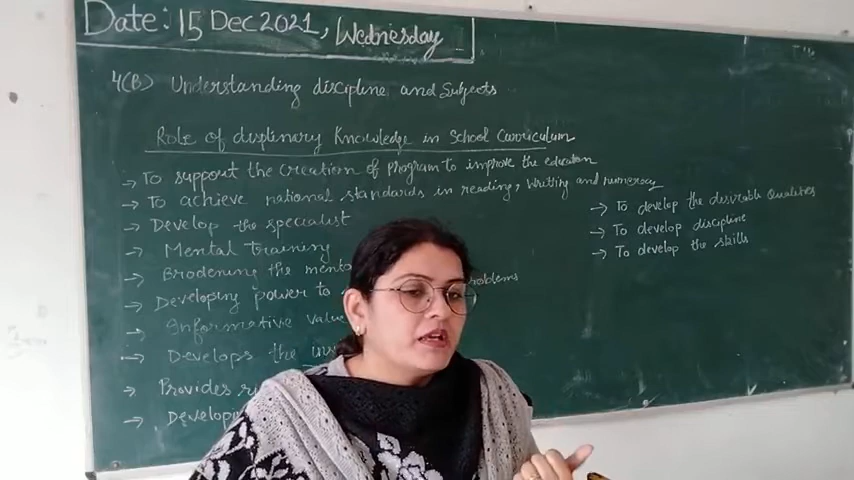 Date: 15 Dec 2021, Wednesday
4(B) Understanding discipline and Subjects
Role of displinary Knowledge in School Curriculum
→ To support the creation of program to improve the education
→ To achieve national standards in reading, writing and numeracy
→ Develop the specialist
→ Mental training
→ Brodening the
→ Developing power to problems
→ Informative value
→ Develops the
→ Provides
→ Develop
→ To develop the desirable Qualities
→ To develop discipline
→ To develop the skills